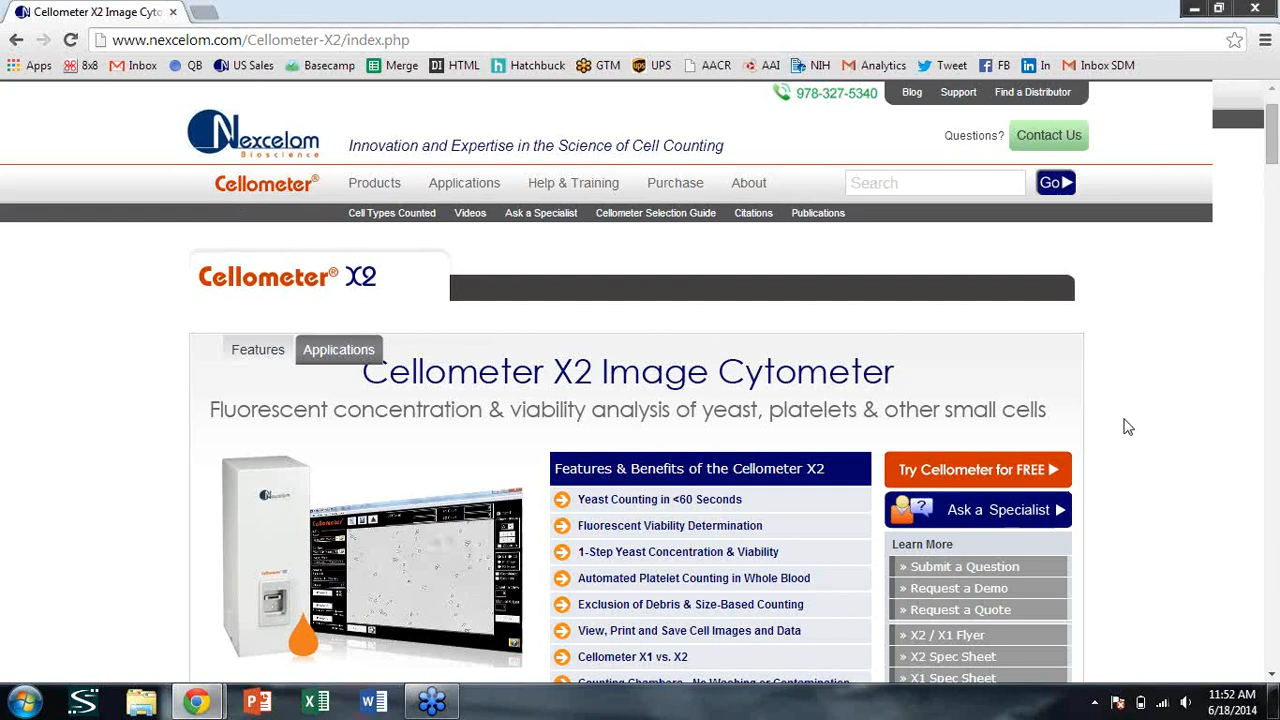 Cellometer X2 Image Cyto
www.nexcelom.com/Cellometer-X2/index.php
Apps 8x8 Inbox QB US Sales Basecamp Merge HTML Hatchbuck GTM UPS AACR AAI NIH Analytics Tweet FB In Inbox SDM
978-327-5340 Blog Support Find a Distributor
Nexcelom
Bioscience
Innovation and Expertise in the Science of Cell Counting
Questions? Contact Us
Cellometer® Products Applications Help & Training Purchase About Search Go
Cell Types Counted Videos Ask a Specialist Cellometer Selection Guide Citations Publications
Cellometer® X2
Features Applications
Cellometer X2 Image Cytometer
Fluorescent concentration & viability analysis of yeast, platelets & other small cells
Features & Benefits of the Cellometer X2
Yeast Counting in <60 Seconds
Fluorescent Viability Determination
1-Step Yeast Concentration & Viability
Automated Platelet Counting in Whole Blood
Exclusion of Debris & Size-Based Counting
View, Print and Save Cell Images and Data
Cellometer X1 vs. X2
Counting Chambers - No Washing or Contamination
Try Cellometer for FREE
Ask a Specialist
Learn More
» Submit a Question
» Request a Demo
» Request a Quote
» X2 / X1 Flyer
» X2 Spec Sheet
» X1 Spec Sheet
11:52 AM
6/18/2014